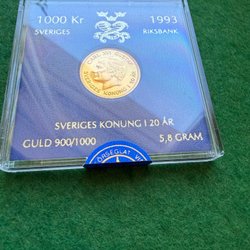 1000 Kr 1993
SVERIGES RIKSBANK
SVERIGES KONUNG I 20 ÅR
GULD 900/1000 5,8 GRAM